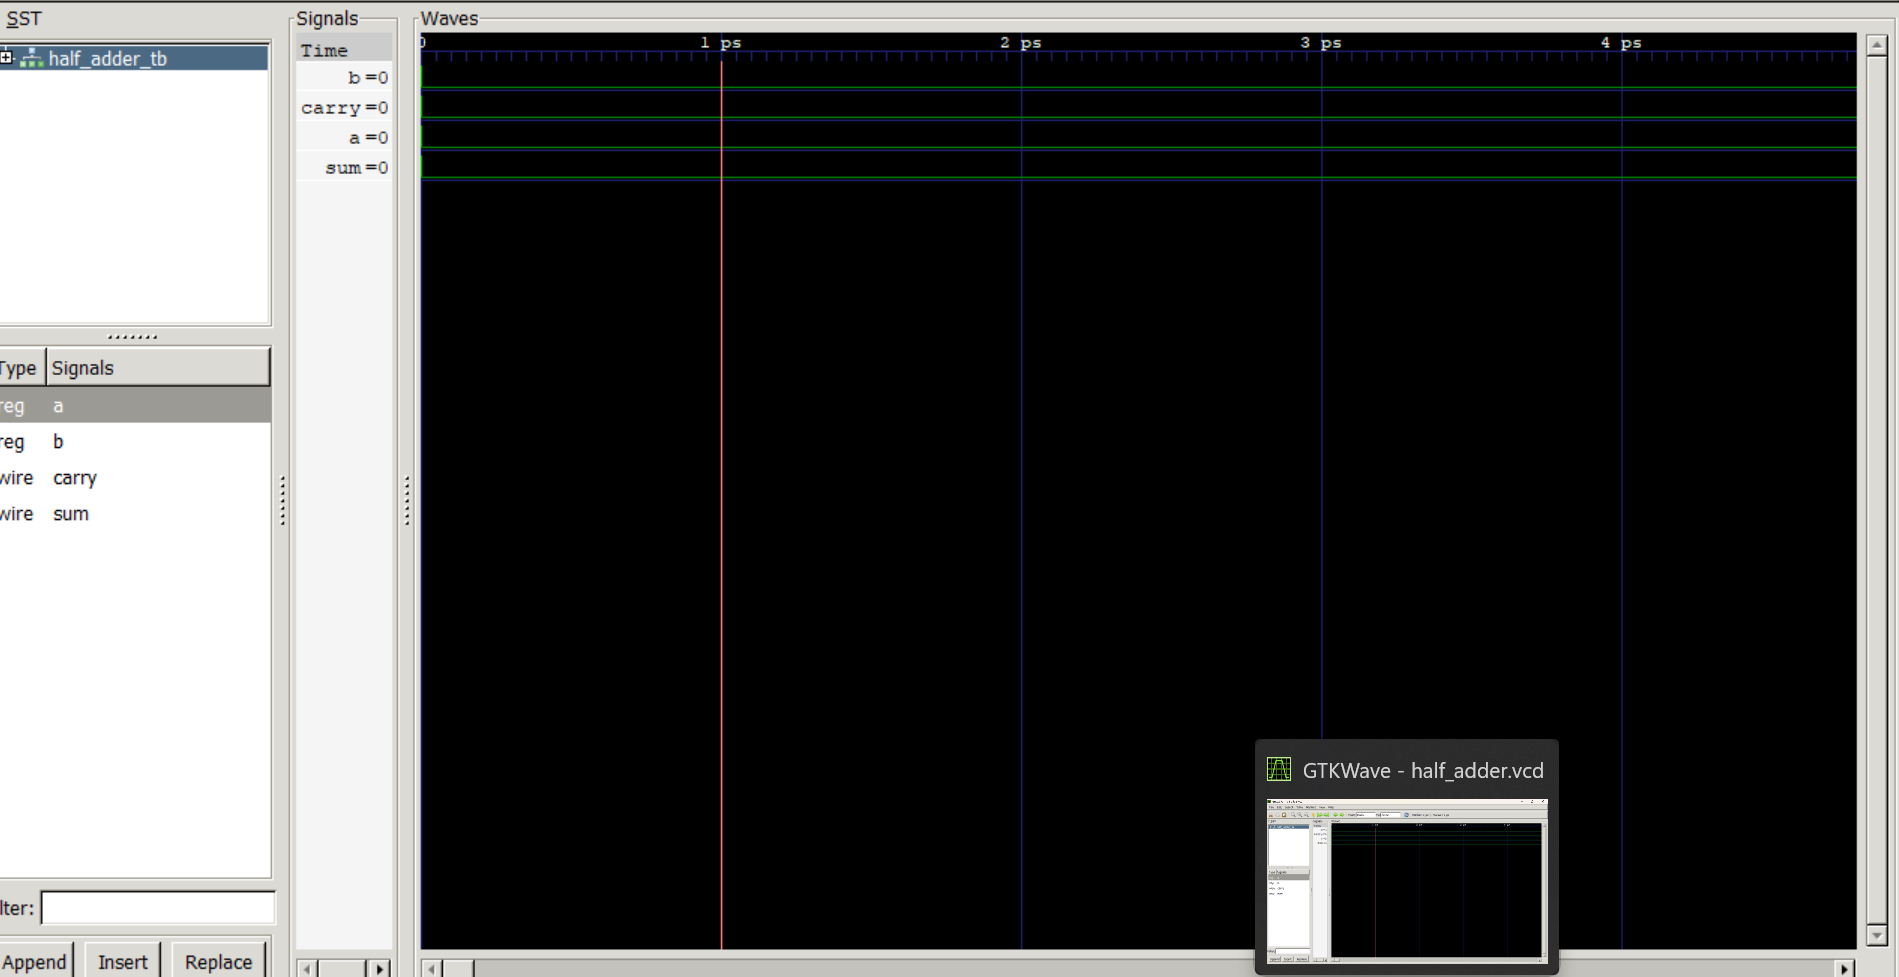 SST
half_adder_tb
Type Signals
reg a
reg b
wire carry
wire sum
lter:
Append Insert Replace
Signals
Time
b =0
carry =0
a =0
sum =0
Waves
0 1 ps 2 ps 3 ps 4 ps
GTKWave - half_adder.vcd